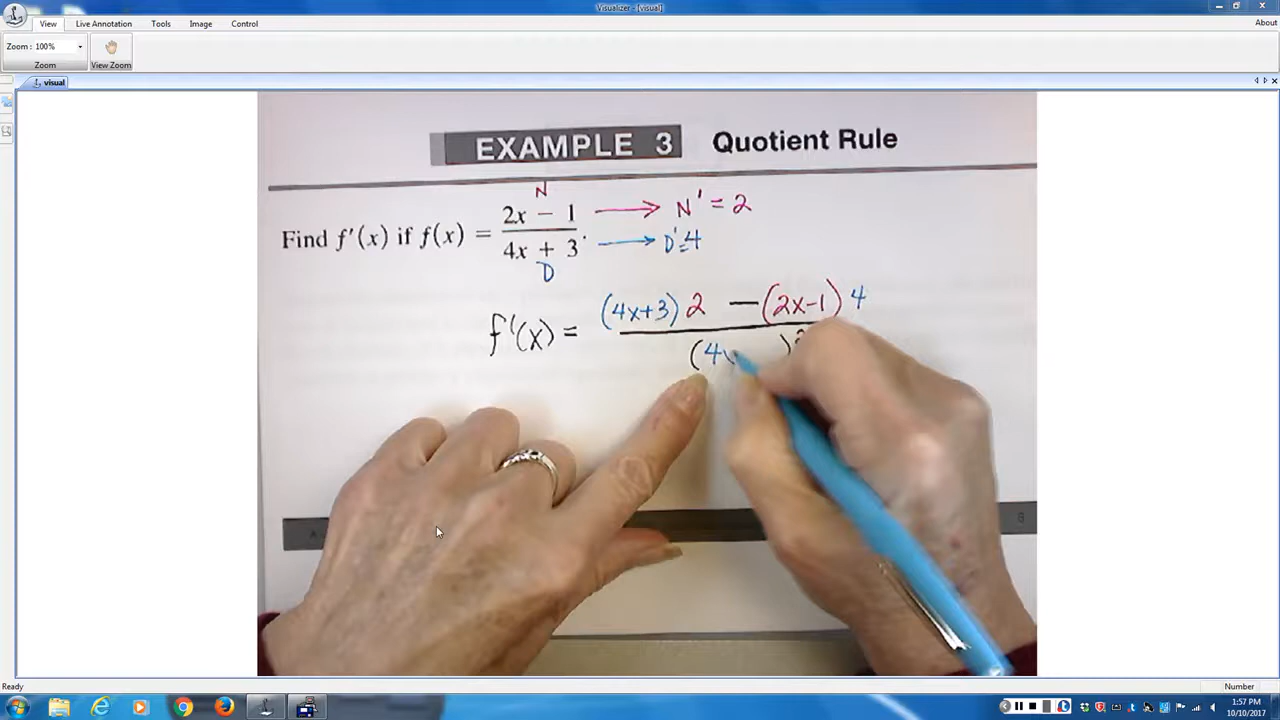 Visualizer - [visual]
View Live Annotation Tools Image Control
About
Zoom : 100%
Zoom View Zoom
visual
EXAMPLE 3 Quotient Rule
N
2x − 1 → N' = 2
Find f'(x) if f(x) = .
4x + 3 → D' = 4
D
(4x+3) 2 − (2x-1) 4
f'(x) =
(4x )²
Ready
Number
1:57 PM
10/10/2017